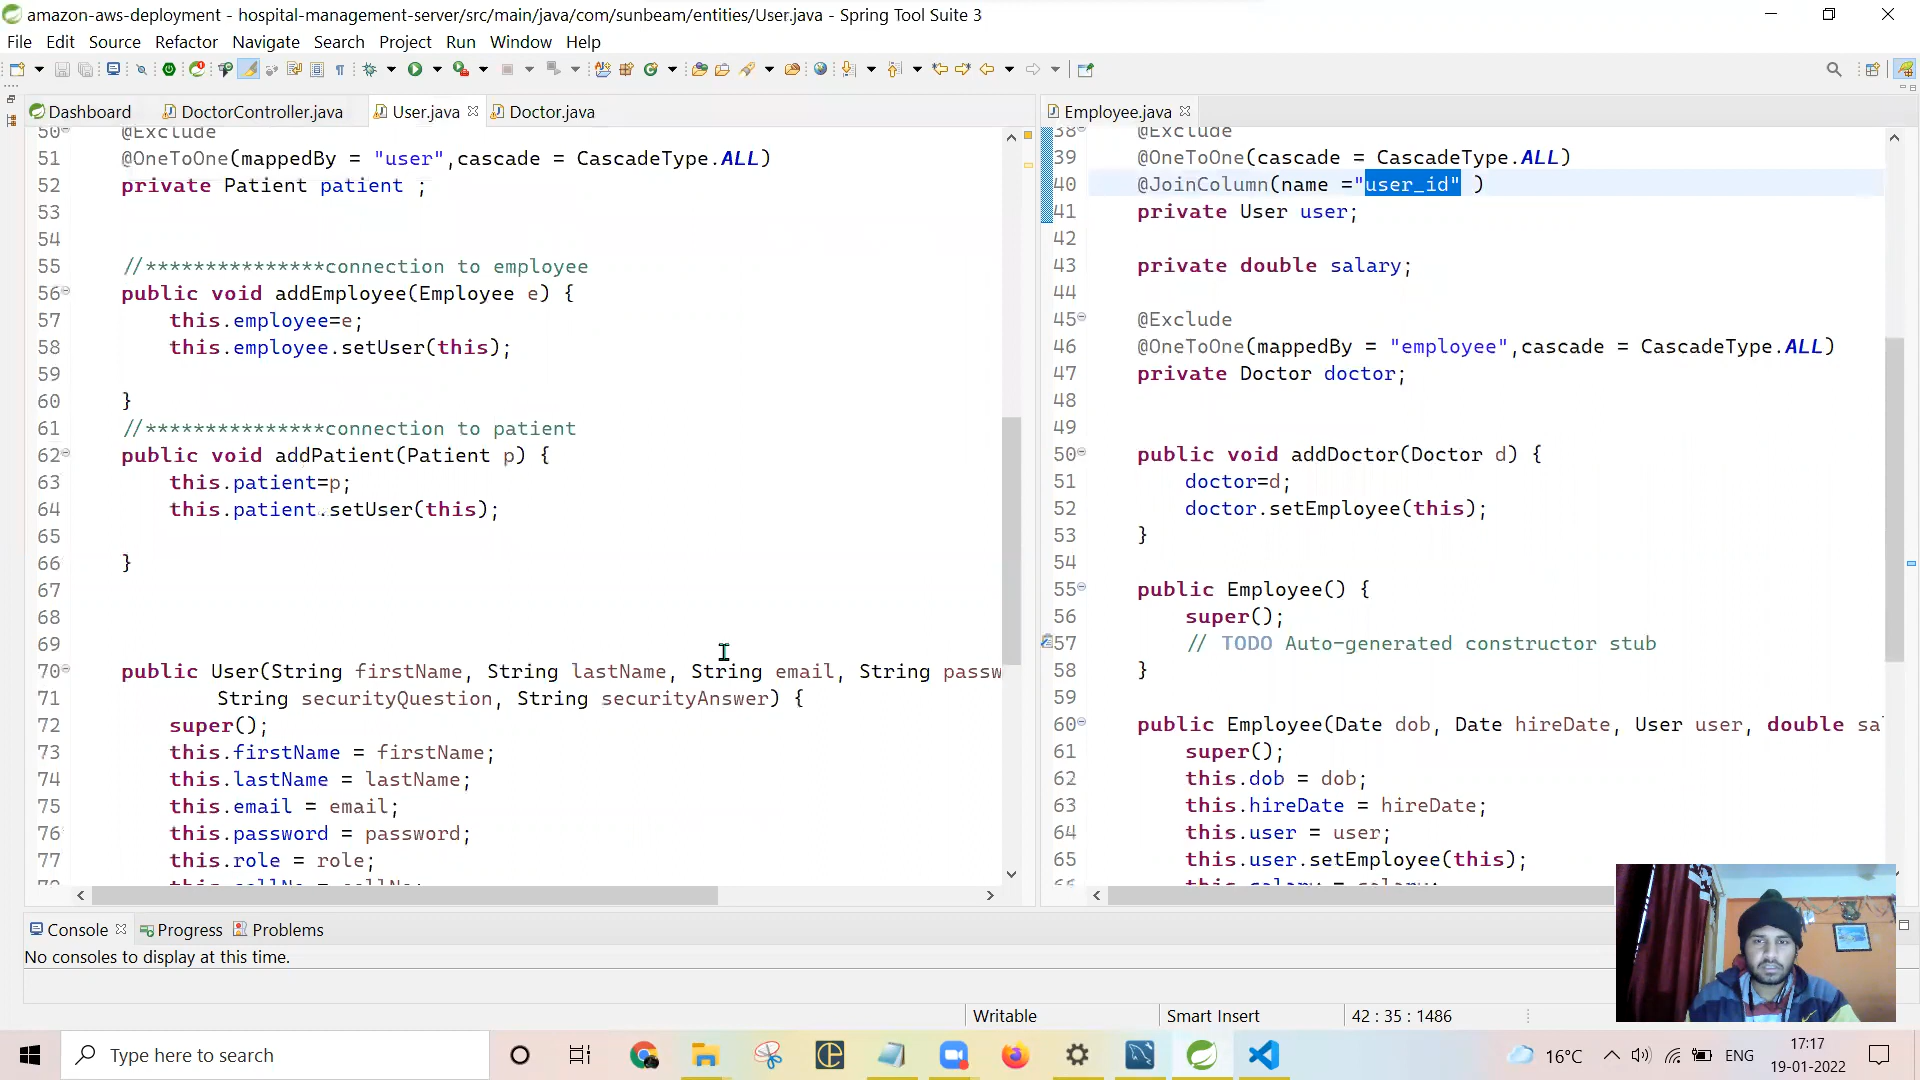 amazon-aws-deployment - hospital-management-server/src/main/java/com/sunbeam/entities/User.java - Spring Tool Suite 3
File Edit Source Refactor Navigate Search Project Run Window Help
Dashboard DoctorController.java User.java Doctor.java
50 @Exclude
51 @OneToOne(mappedBy = "user",cascade = CascadeType.ALL)
52 private Patient patient ;
53
54
55 //***************connection to employee
56 public void addEmployee(Employee e) {
57 this.employee=e;
58 this.employee.setUser(this);
59
60 }
61 //***************connection to patient
62 public void addPatient(Patient p) {
63 this.patient=p;
64 this.patient.setUser(this);
65
66 }
67
68
69
70 public User(String firstName, String lastName, String email, String passw
71 String securityQuestion, String securityAnswer) {
72 super();
73 this.firstName = firstName;
74 this.lastName = lastName;
75 this.email = email;
76 this.password = password;
77 this.role = role;
Employee.java
38 @Exclude
39 @OneToOne(cascade = CascadeType.ALL)
40 @JoinColumn(name ="user_id" )
41 private User user;
42
43 private double salary;
44
45 @Exclude
46 @OneToOne(mappedBy = "employee",cascade = CascadeType.ALL)
47 private Doctor doctor;
48
49
50 public void addDoctor(Doctor d) {
51 doctor=d;
52 doctor.setEmployee(this);
53 }
54
55 public Employee() {
56 super();
57 // TODO Auto-generated constructor stub
58 }
59
60 public Employee(Date dob, Date hireDate, User user, double sa
61 super();
62 this.dob = dob;
63 this.hireDate = hireDate;
64 this.user = user;
65 this.user.setEmployee(this);
Console Progress Problems
No consoles to display at this time.
Writable Smart Insert 42 : 35 : 1486
Type here to search
16°C ENG
17:17
19-01-2022